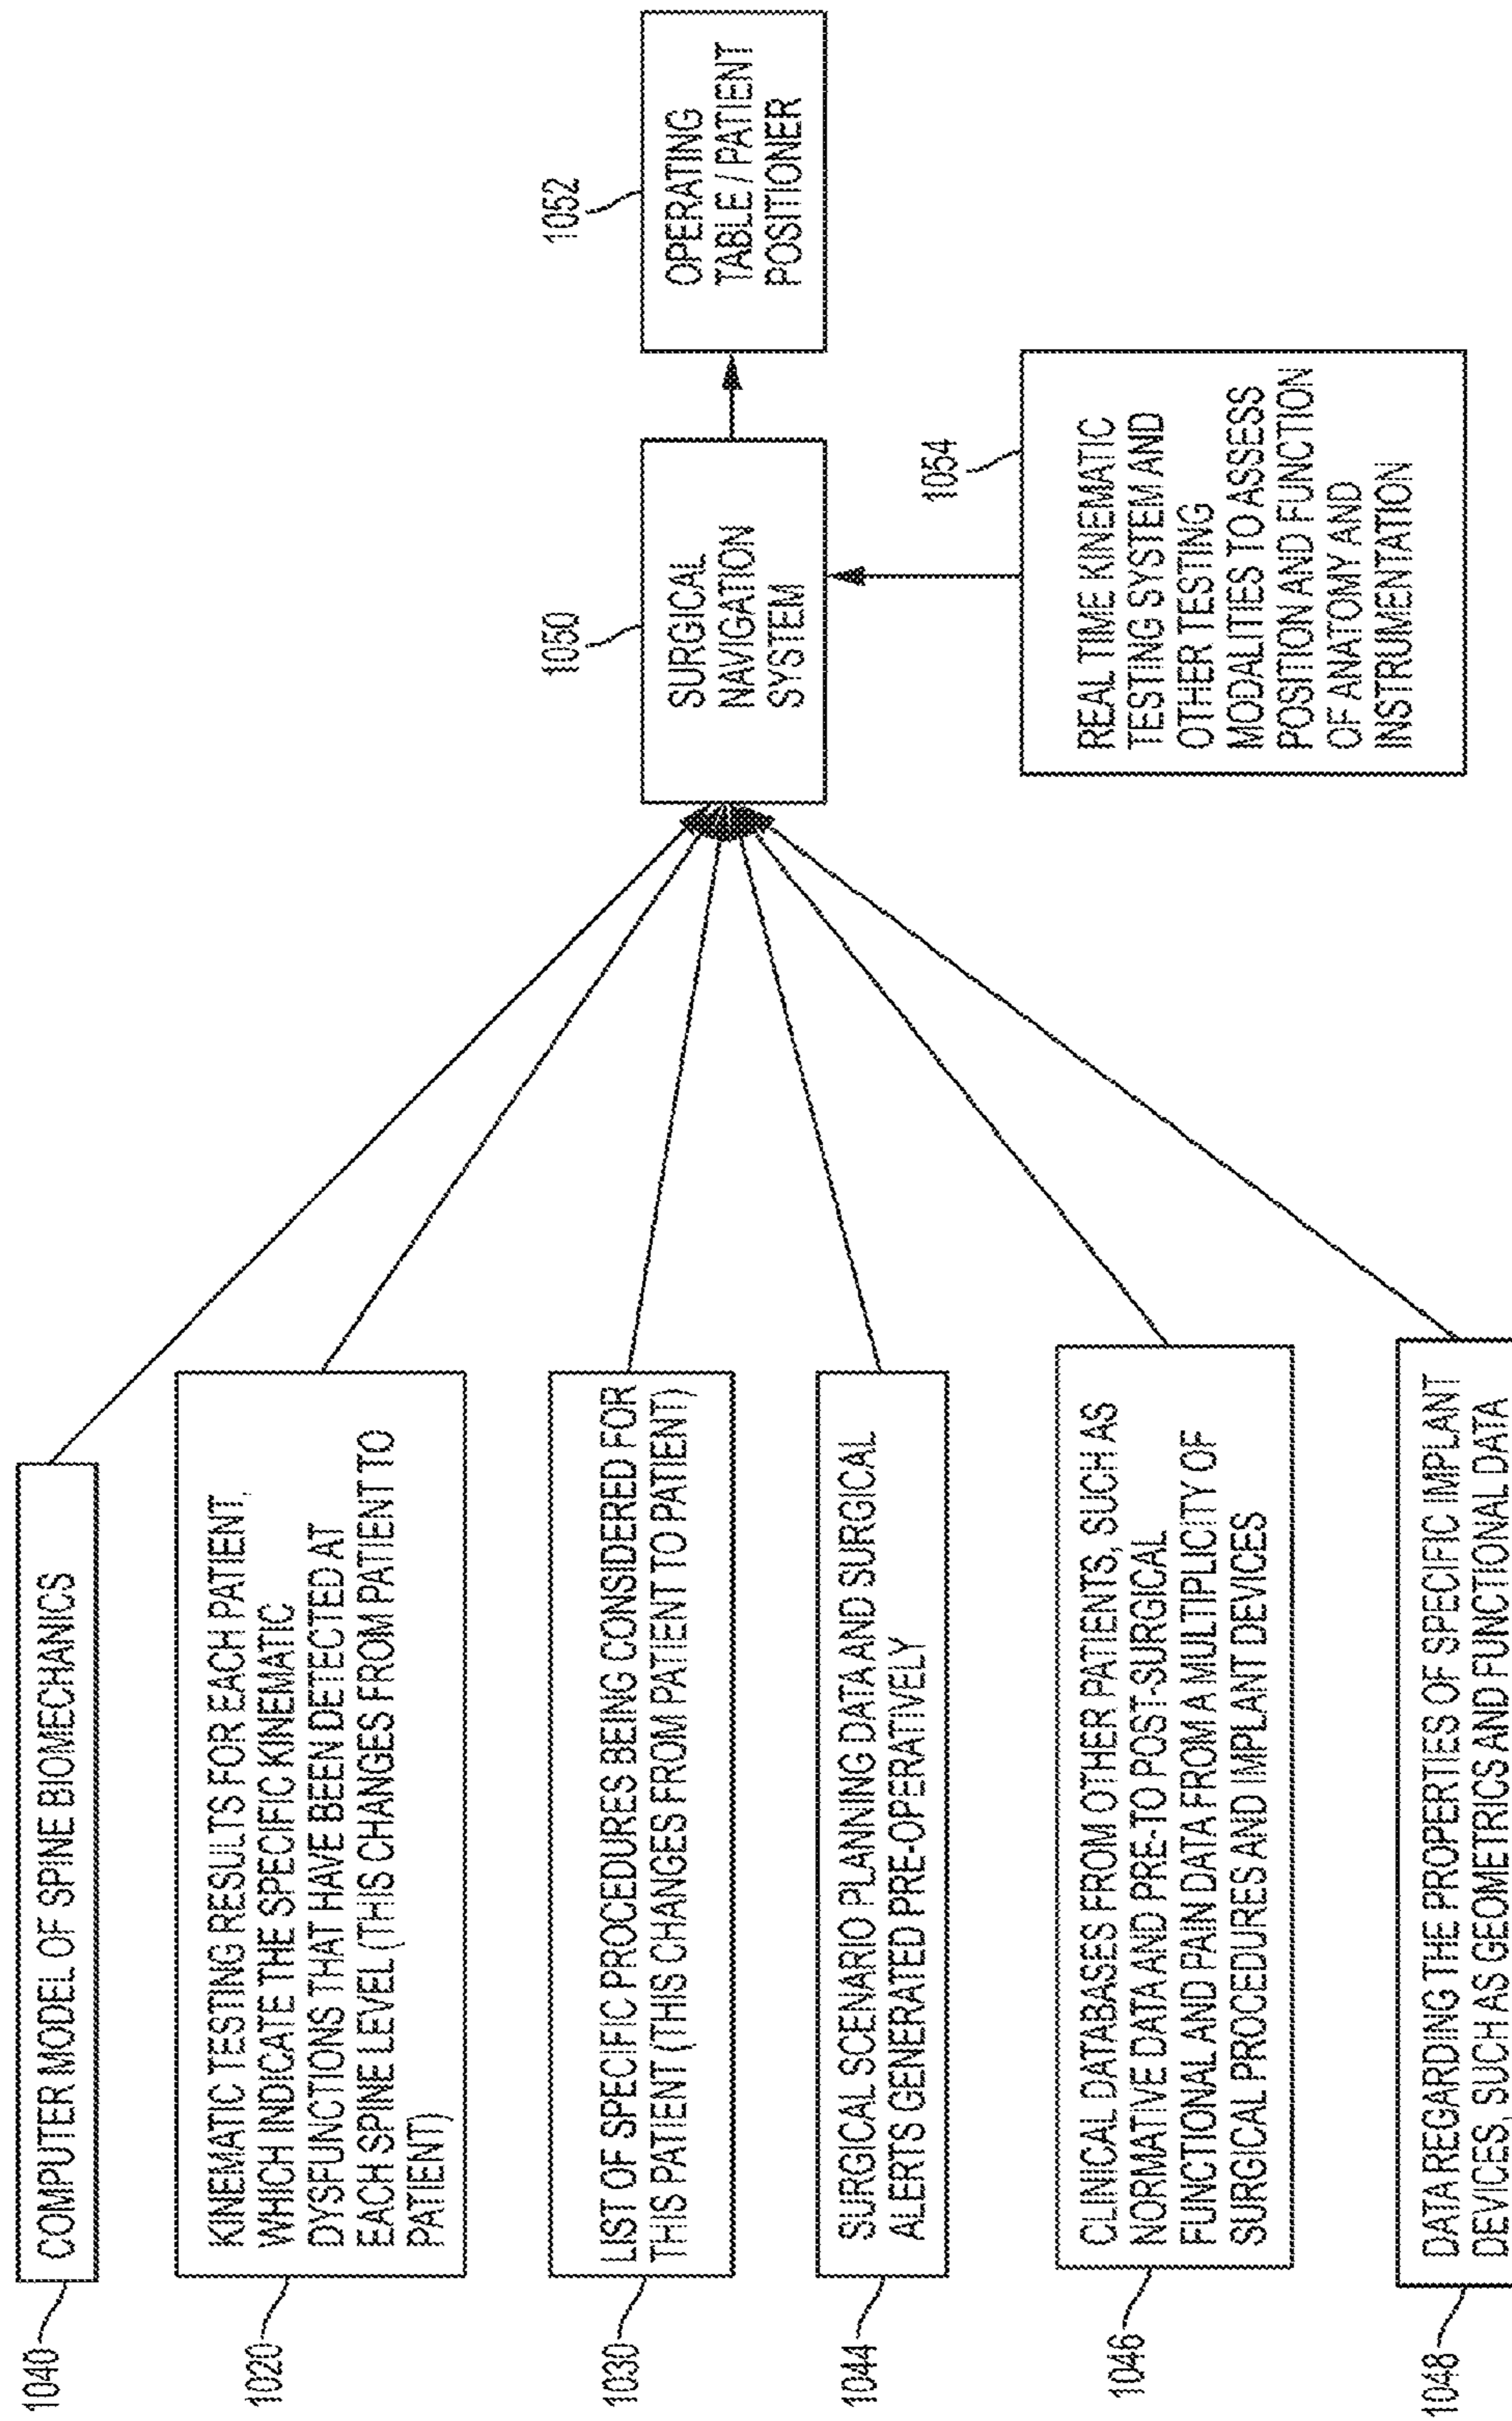 1040
COMPUTER MODEL OF SPINE BIOMECHANICS
1020
KINEMATIC TESTING RESULTS FOR EACH PATIENT,
WHICH INDICATE THE SPECIFIC KINEMATIC
DYSFUNCTIONS THAT HAVE BEEN DETECTED AT
EACH SPINE LEVEL (THIS CHANGES FROM PATIENT TO
PATIENT)
1030
LIST OF SPECIFIC PROCEDURES BEING CONSIDERED FOR
THIS PATIENT (THIS CHANGES FROM PATIENT TO PATIENT)
1044
SURGICAL SCENARIO PLANNING DATA AND SURGICAL
ALERTS GENERATED PRE-OPERATIVELY
1046
CLINICAL DATABASES FROM OTHER PATIENTS, SUCH AS
NORMATIVE DATA AND PRE-TO POST-SURGICAL
FUNCTIONAL AND PAIN DATA FROM A MULTIPLICITY OF
SURGICAL PROCEDURES AND IMPLANT DEVICES
1048
DATA REGARDING THE PROPERTIES OF SPECIFIC IMPLANT
DEVICES, SUCH AS GEOMETRICS AND FUNCTIONAL DATA
1050
SURGICAL
NAVIGATION
SYSTEM
1052
OPERATING
TABLE / PATIENT
POSITIONER
1054
REAL TIME KINEMATIC
TESTING SYSTEM AND
OTHER TESTING
MODALITIES TO ASSESS
POSITION AND FUNCTION
OF ANATOMY AND
INSTRUMENTATION